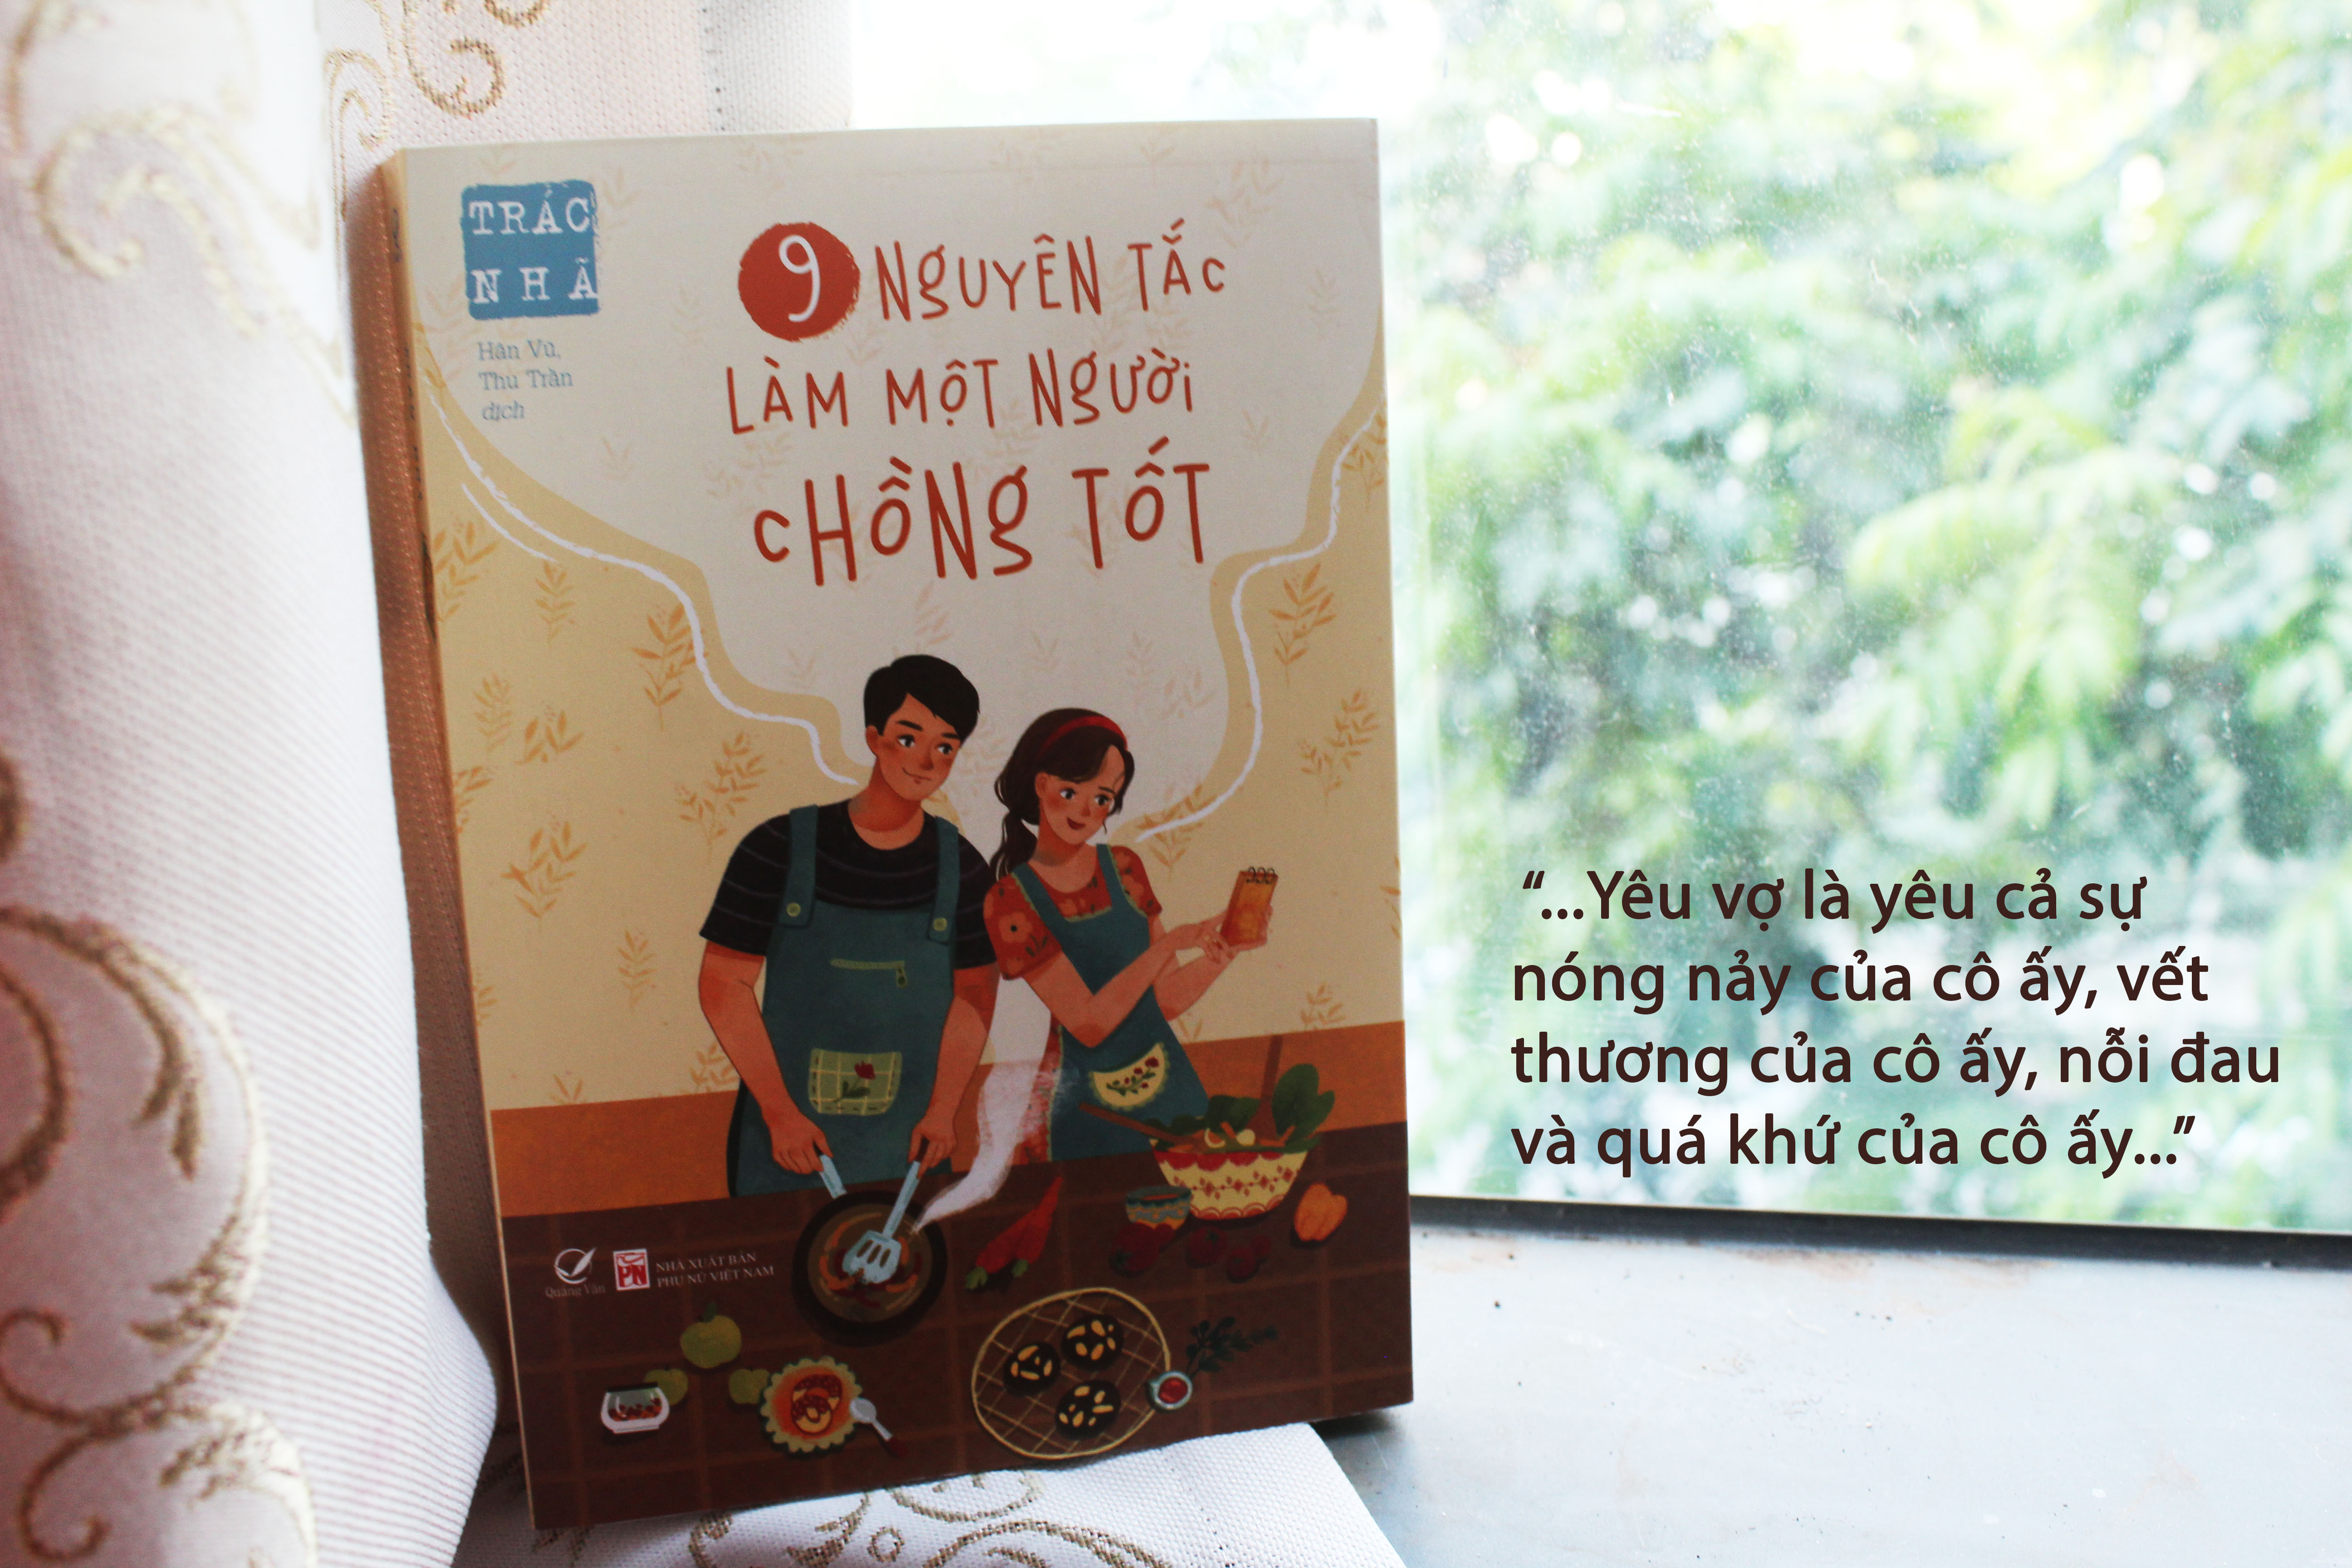 TRÁC
NHÃ
Hân Vũ,
Thu Trần
dịch
9 NGUYÊN TẮC
LÀM MỘT NGƯỜI
CHỒNG TỐT
Quảng Văn
PN
NHÀ XUẤT BẢN
PHỤ NỮ VIỆT NAM
“...Yêu vợ là yêu cả sự
nóng nảy của cô ấy, vết
thương của cô ấy, nỗi đau
và quá khứ của cô ấy...”